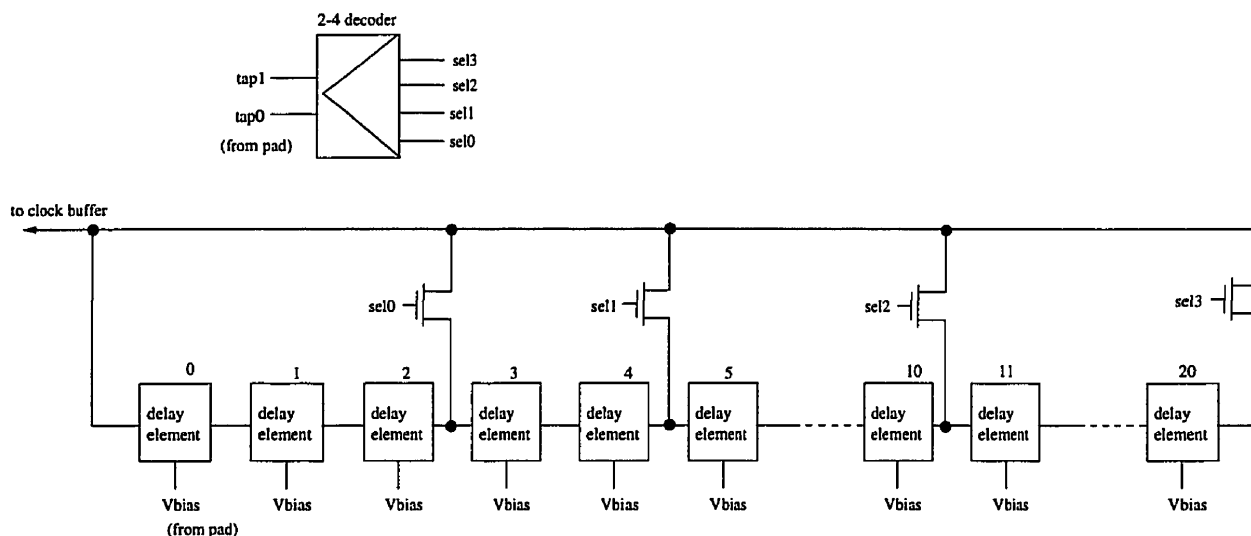 2-4 decoder
tap1
tap0
(from pad)
sel3
sel2
sel1
sel0
to clock buffer
sel0
sel1
sel2
sel3
0
1
2
3
4
5
10
11
20
delay
element
delay
element
delay
element
delay
element
delay
element
delay
element
delay
element
delay
element
delay
element
Vbias
Vbias
Vbias
Vbias
Vbias
Vbias
Vbias
Vbias
Vbias
(from pad)